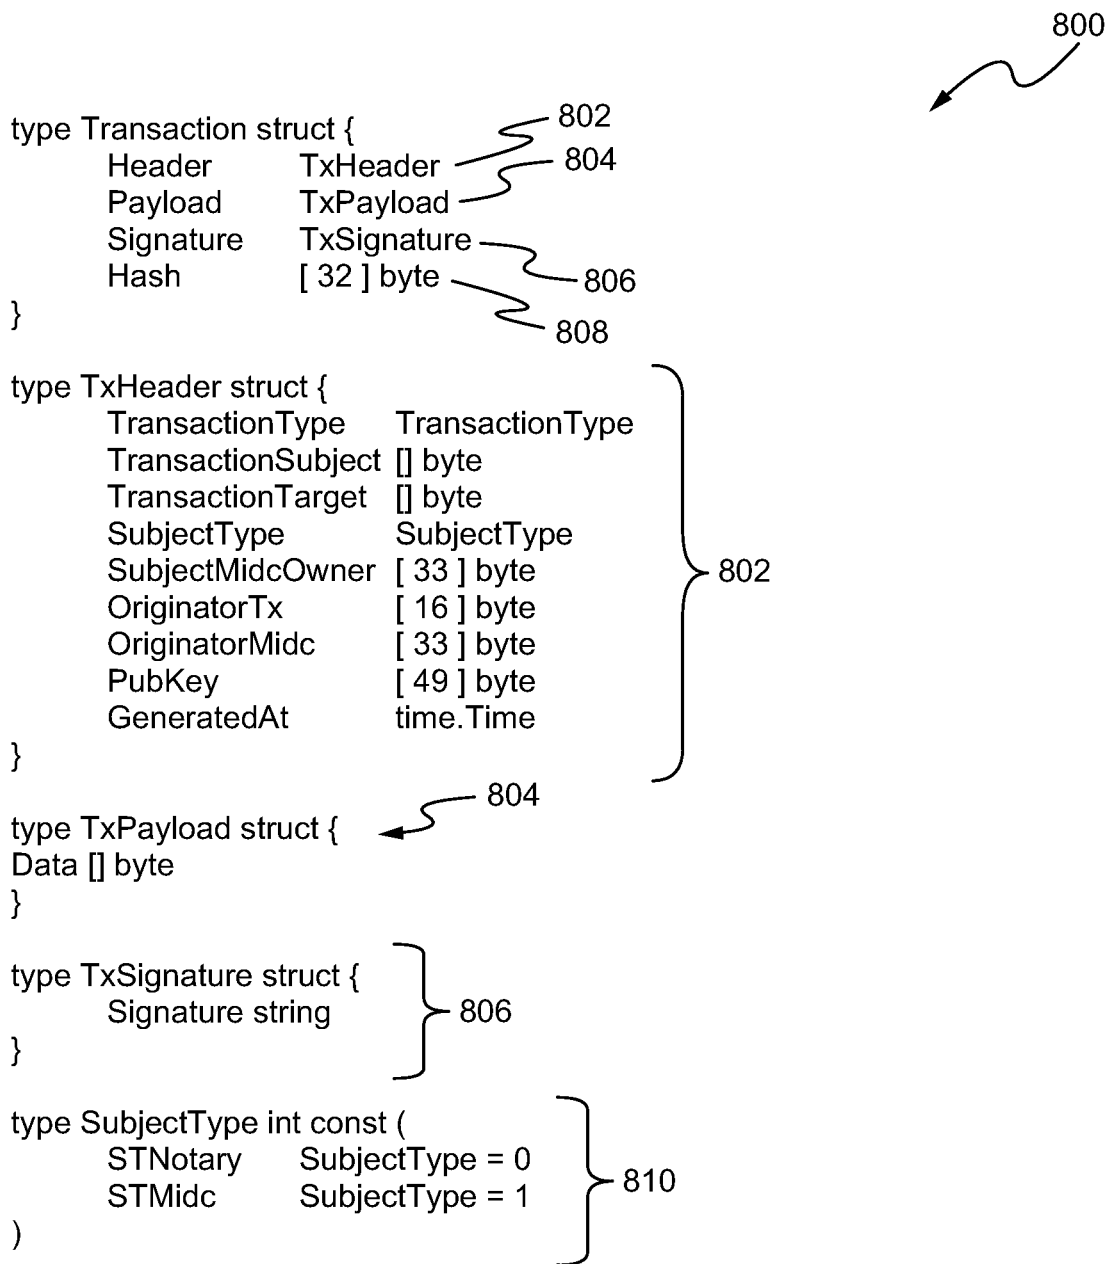 800
type Transaction struct {
Header TxHeader 802
Payload TxPayload 804
Signature TxSignature 806
Hash [ 32 ] byte 808
}
type TxHeader struct {
TransactionType TransactionType
TransactionSubject [] byte
TransactionTarget [] byte
SubjectType SubjectType
SubjectMidcOwner [ 33 ] byte 802
OriginatorTx [ 16 ] byte
OriginatorMidc [ 33 ] byte
PubKey [ 49 ] byte
GeneratedAt time.Time
}
804
type TxPayload struct {
Data [] byte
}
type TxSignature struct {
Signature string 806
}
type SubjectType int const (
STNotary SubjectType = 0
STMidc SubjectType = 1 810
)